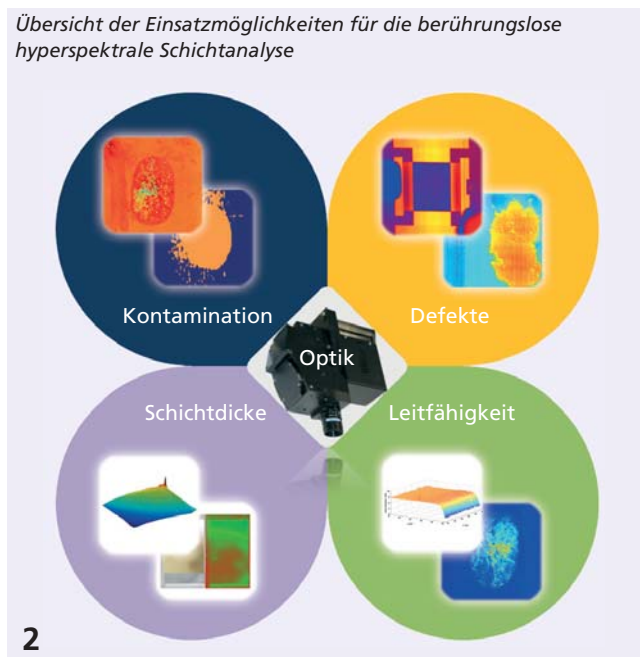 Übersicht der Einsatzmöglichkeiten für die berührungslose
hyperspektrale Schichtanalyse
Kontamination
Defekte
Optik
Schichtdicke
Leitfähigkeit
2